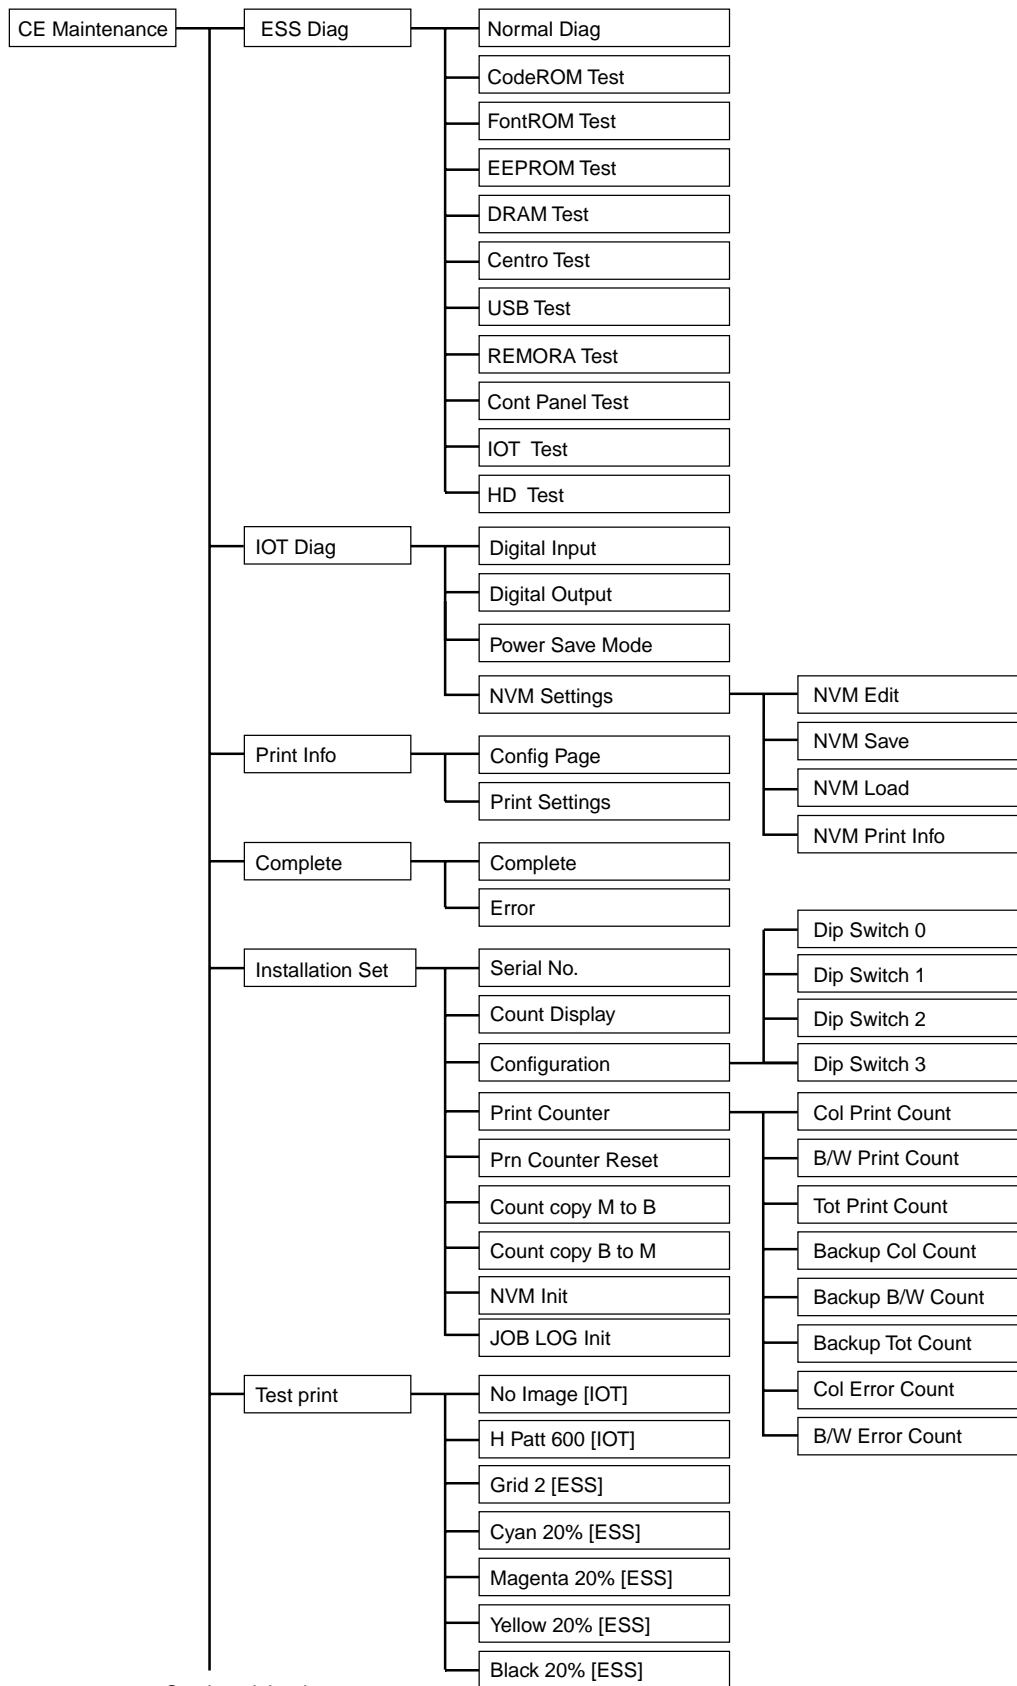 CE Maintenance
ESS Diag
Normal Diag
CodeROM Test
FontROM Test
EEPROM Test
DRAM Test
Centro Test
USB Test
REMORA Test
Cont Panel Test
IOT Test
HD Test
IOT Diag
Digital Input
Digital Output
Power Save Mode
NVM Settings
NVM Edit
NVM Save
NVM Load
NVM Print Info
Print Info
Config Page
Print Settings
Complete
Complete
Error
Installation Set
Serial No.
Count Display
Configuration
Dip Switch 0
Dip Switch 1
Dip Switch 2
Dip Switch 3
Print Counter
Col Print Count
B/W Print Count
Tot Print Count
Backup Col Count
Backup B/W Count
Backup Tot Count
Col Error Count
B/W Error Count
Prn Counter Reset
Count copy M to B
Count copy B to M
NVM Init
JOB LOG Init
Test print
No Image [IOT]
H Patt 600 [IOT]
Grid 2 [ESS]
Cyan 20% [ESS]
Magenta 20% [ESS]
Yellow 20% [ESS]
Black 20% [ESS]